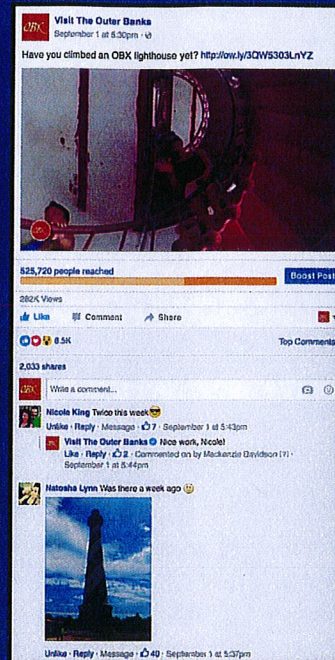 OBX
Visit The Outer Banks
September 1 at 5:30pm ·
Have you climbed an OBX lighthouse yet? http://ow.ly/3QW5303LnYZ
525,720 people reached
Boost Post
282K Views
Like Comment Share
8.5K
Top Comments
2,033 shares
OBX
Write a comment...
Nicole King Twice this week
Unlike · Reply · Message · 7 · September 1 at 5:43pm
Visit The Outer Banks Nice work, Nicole!
Like · Reply · 2 · Commented on by Mackenzie Davidson [?] ·
September 1 at 5:44pm
Natosha Lynn Was there a week ago
Unlike · Reply · Message · 40 · September 1 at 5:37pm